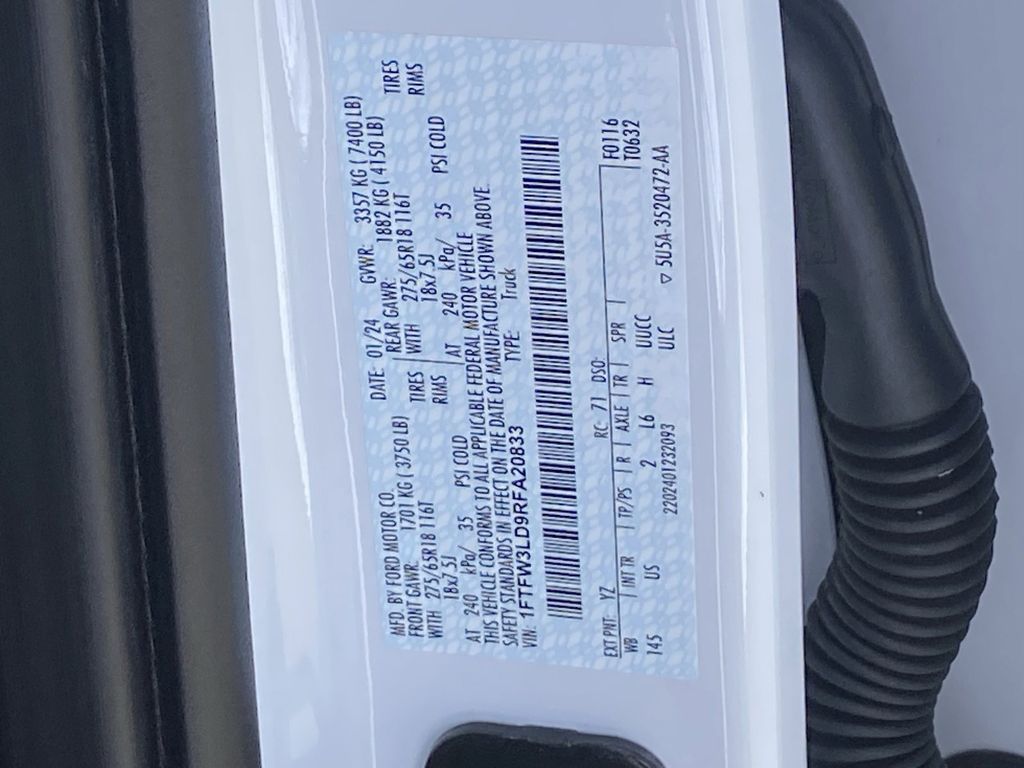 MFD. BY FORD MOTOR CO.
DATE: 01/24 GVWR: 3357 KG ( 7400 LB)
FRONT GAWR: 1701 KG ( 3750 LB) REAR GAWR: 1882 KG ( 4150 LB)
WITH 275/65R18 116T TIRES WITH 275/65R18 116T TIRES
18x7.5J RIMS 18x7.5J RIMS
AT 240 kPa/ 35 PSI COLD AT 240 kPa/ 35 PSI COLD
THIS VEHICLE CONFORMS TO ALL APPLICABLE FEDERAL MOTOR VEHICLE
SAFETY STANDARDS IN EFFECT ON THE DATE OF MANUFACTURE SHOWN ABOVE
VIN: 1FTFW3LD9RFA20833 TYPE: Truck
EXT PNT: YZ RC: 71 DSO: F0116
WB INT TR TP/PS R AXLE TR SPR T0632
145 US 2 L6 H UUCC
2202401232093 ULC ▽ 5U5A-3520472-AA